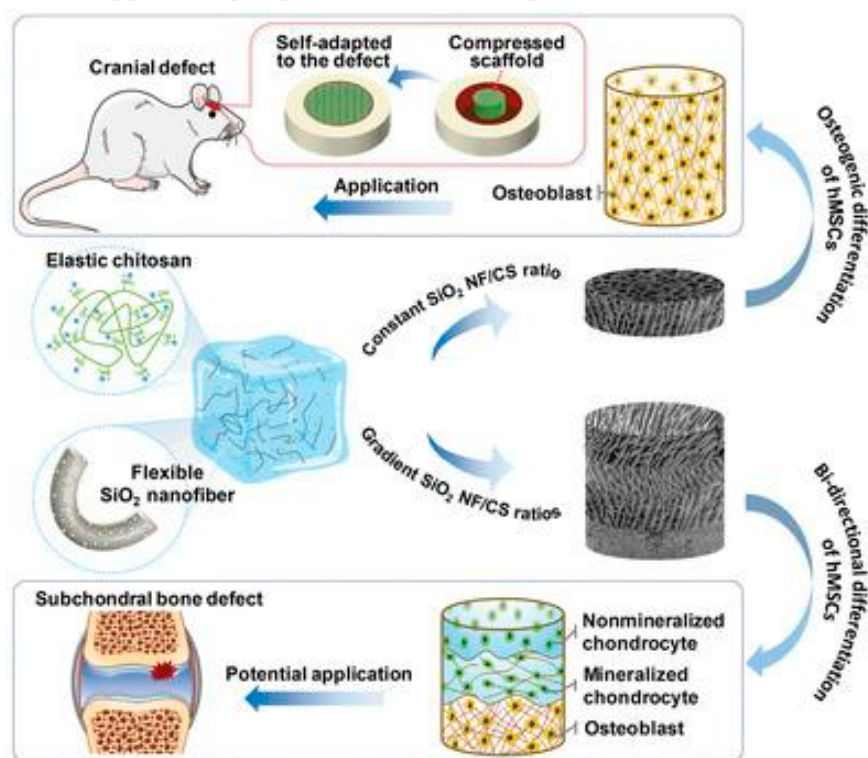 Cranial defect
Self-adapted
to the defect
Compressed
scaffold
Application
Osteoblast
Osteogenic differentiation
of hMSCs
Elastic chitosan
Flexible
SiO₂ nanofiber
Constant SiO₂ NF/CS ratio
Gradient SiO₂ NF/CS ratios
Bi-directional differentiation
of hMSCs
Subchondral bone defect
Potential application
Nonmineralized
chondrocyte
Mineralized
chondrocyte
Osteoblast